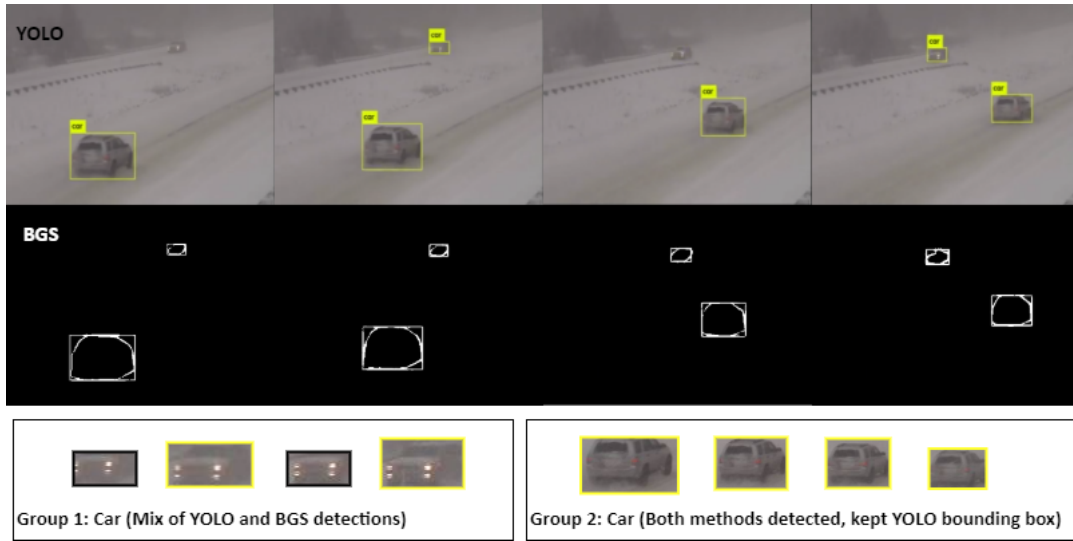 YOLO
car
car
car
car
car
car
BGS
Group 1: Car (Mix of YOLO and BGS detections)
Group 2: Car (Both methods detected, kept YOLO bounding box)